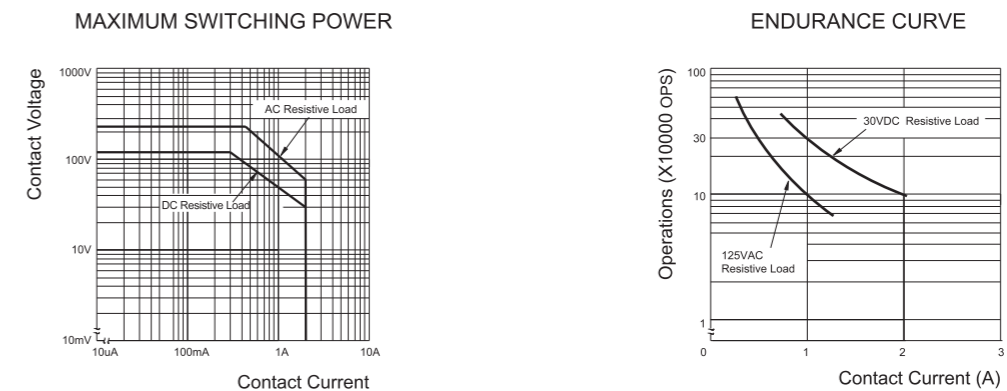 MAXIMUM SWITCHING POWER
Contact Voltage
1000V
100V
10V
10mV
10uA
100mA
1A
10A
AC Resistive Load
DC Resistive Load
Contact Current
ENDURANCE CURVE
Operations (X10000 OPS)
100
30
10
1
0
1
2
3
30VDC Resistive Load
125VAC
Resistive Load
Contact Current (A)